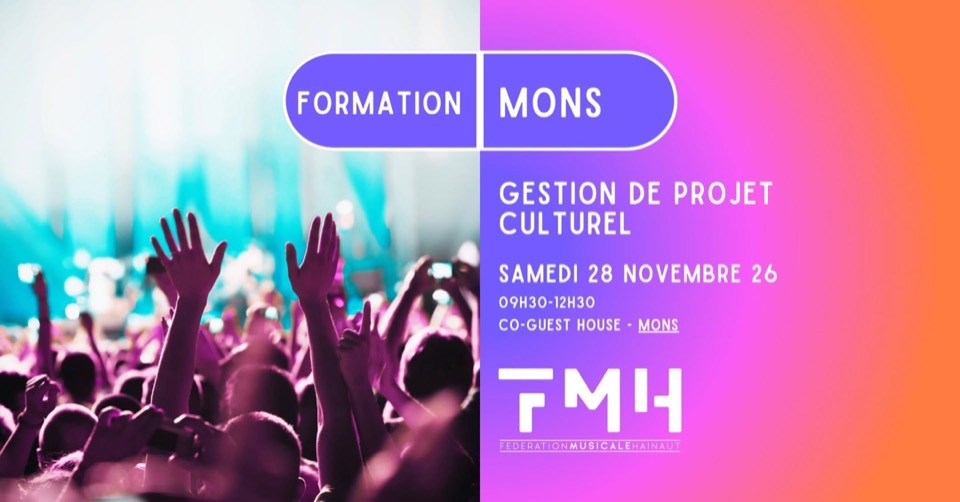 FORMATION MONS
GESTION DE PROJET
CULTUREL
SAMEDI 28 NOVEMBRE 26
09H30-12H30
CO-GUEST HOUSE - MONS
FMH
FEDERATIONMUSICALEHAINAUT